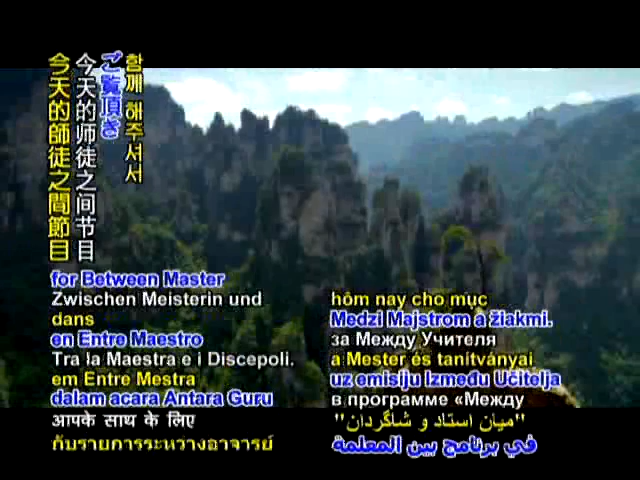 함께 해주셔서
ご覧頂き
今天的师徒之间节目
今天的師徒之間節目
for Between Master
Zwischen Meisterin und
dans
en Entre Maestro
Tra la Maestra e i Discepoli.
em Entre Mestra
dalam acara Antara Guru
आपके साथ के लिए
กับรายการระหว่างอาจารย์
hôm nay cho mục
Medzi Majstrom a žiakmi.
за Между Учителя
a Mester és tanítványai
uz emisiju Između Učitelja
в программе «Между
"میان استاد و شاگردان"
في برنامج بين المعلمة